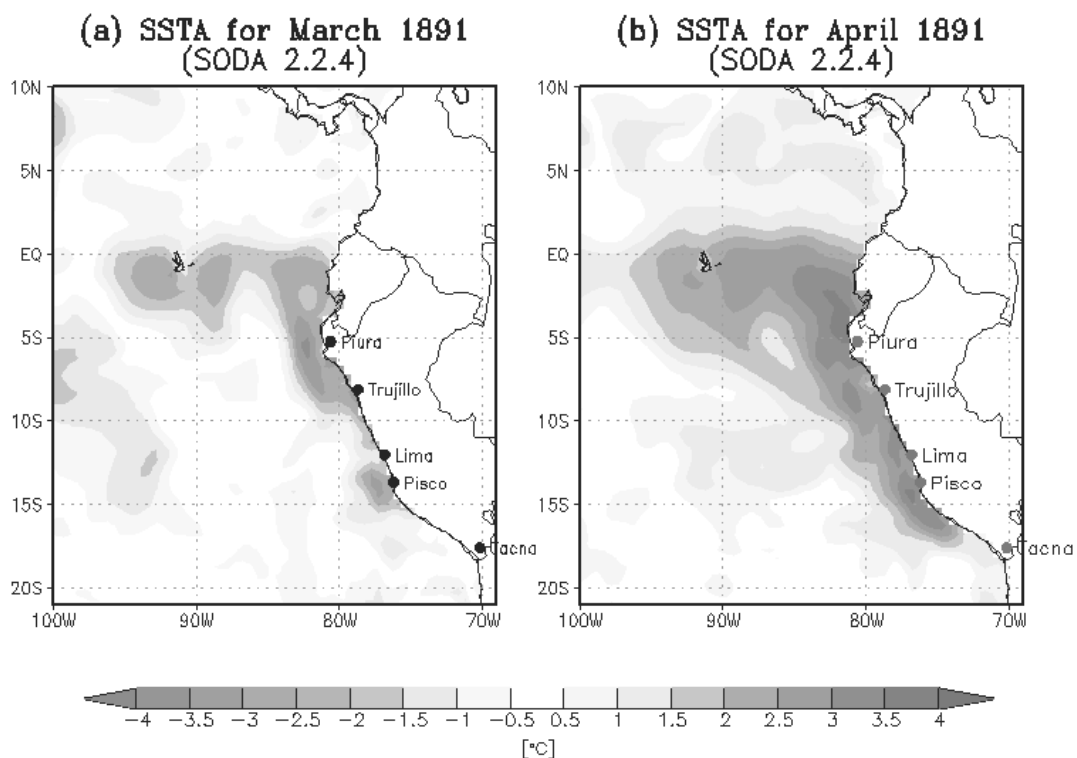 (a) SSTA for March 1891
(SODA 2.2.4)
10N
5N
EQ
5S
10S
15S
20S
100W 90W 80W 70W
Piura
Trujillo
Lima
Pisco
Tacna
(b) SSTA for April 1891
(SODA 2.2.4)
10N
5N
EQ
5S
10S
15S
20S
100W 90W 80W 70W
Piura
Trujillo
Lima
Pisco
Tacna
-4 -3.5 -3 -2.5 -2 -1.5 -1 -0.5 0.5 1 1.5 2 2.5 3 3.5 4
[°C]